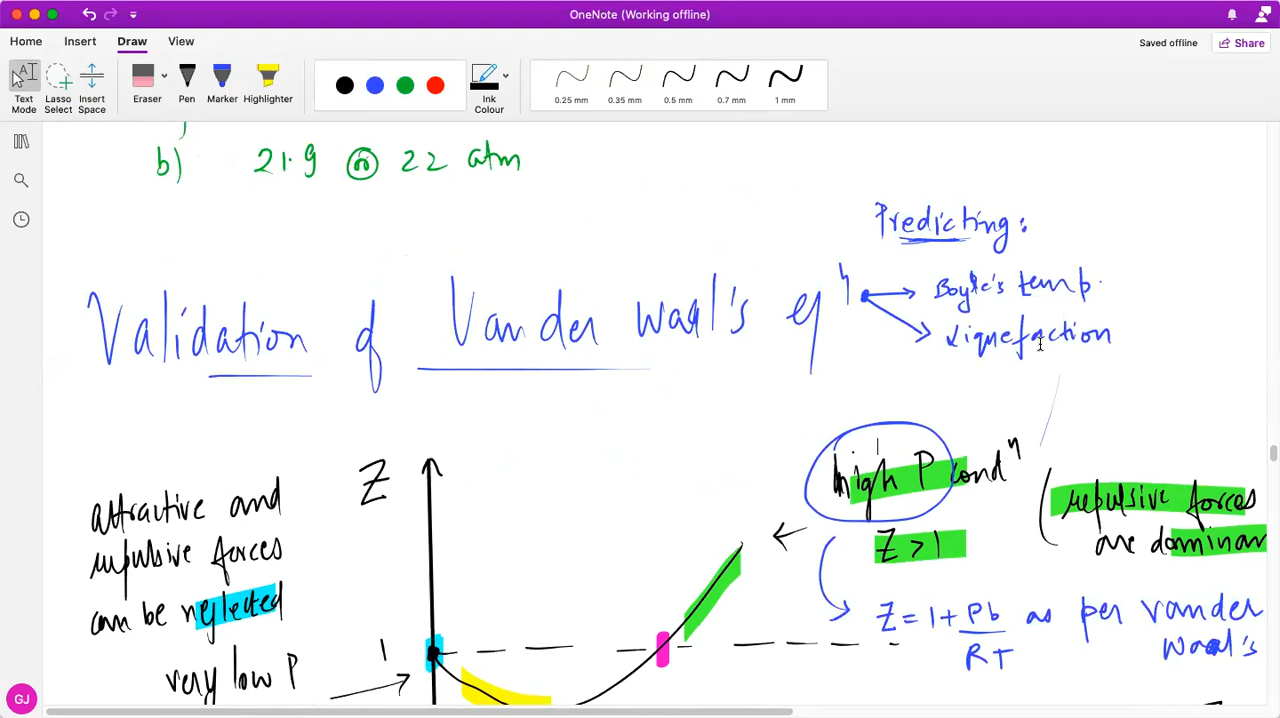 OneNote (Working offline)
Home Insert Draw View
Saved offline
Share
Text Mode
Lasso Select
Insert Space
Eraser
Pen
Marker
Highlighter
Ink Colour
0.25 mm
0.35 mm
0.5 mm
0.7 mm
1 mm
b) 21.9 ⓝ 22 atm
Predicting:
Validation of Vander waal's eqⁿ
Boyle's temp.
Liquefaction
high P condⁿ
Z > 1
(repulsive forces
are dominan
Z
attractive and
repulsive forces
can be neglected
very low P
1
Z = 1 + Pb/RT as per vander
waal's
GJ